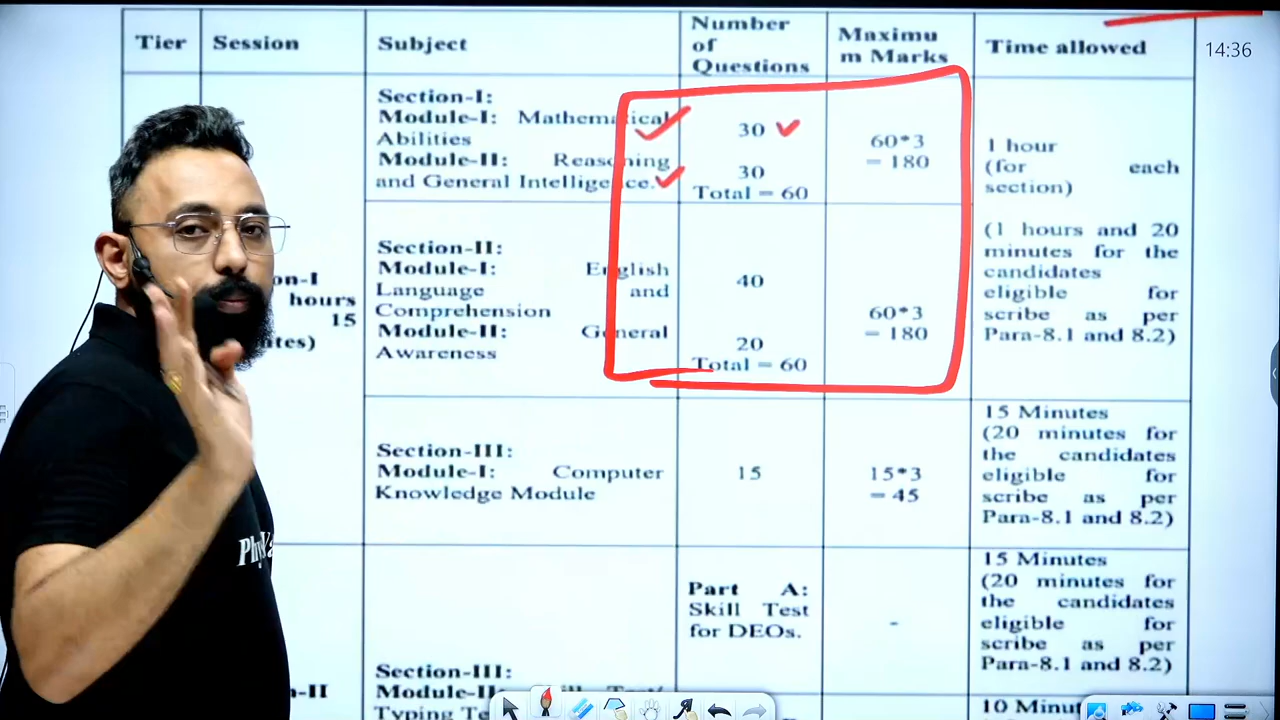 Tier
Session
Subject
Number
of
Questions
Maximu
m Marks
Time allowed
14:36
Section-I:
Module-I: Mathematical
Abilities
Module-II: Reasoning
and General Intelligence.
30
30
Total = 60
60*3
= 180
1 hour
(for each
section)
(1 hours and 20
minutes for the
candidates
eligible for
scribe as per
Para-8.1 and 8.2)
hours
15
Section-II:
Module-I: English
Language and
Comprehension
Module-II: General
Awareness
40
20
Total = 60
60*3
= 180
Section-III:
Module-I: Computer
Knowledge Module
15
15*3
= 45
15 Minutes
(20 minutes for
the candidates
eligible for
scribe as per
Para-8.1 and 8.2)
Part A:
Skill Test
for DEOs.
-
15 Minutes
(20 minutes for
the candidates
eligible for
scribe as per
Para-8.1 and 8.2)
-II
Section-III:
Module-II:
Typing
10